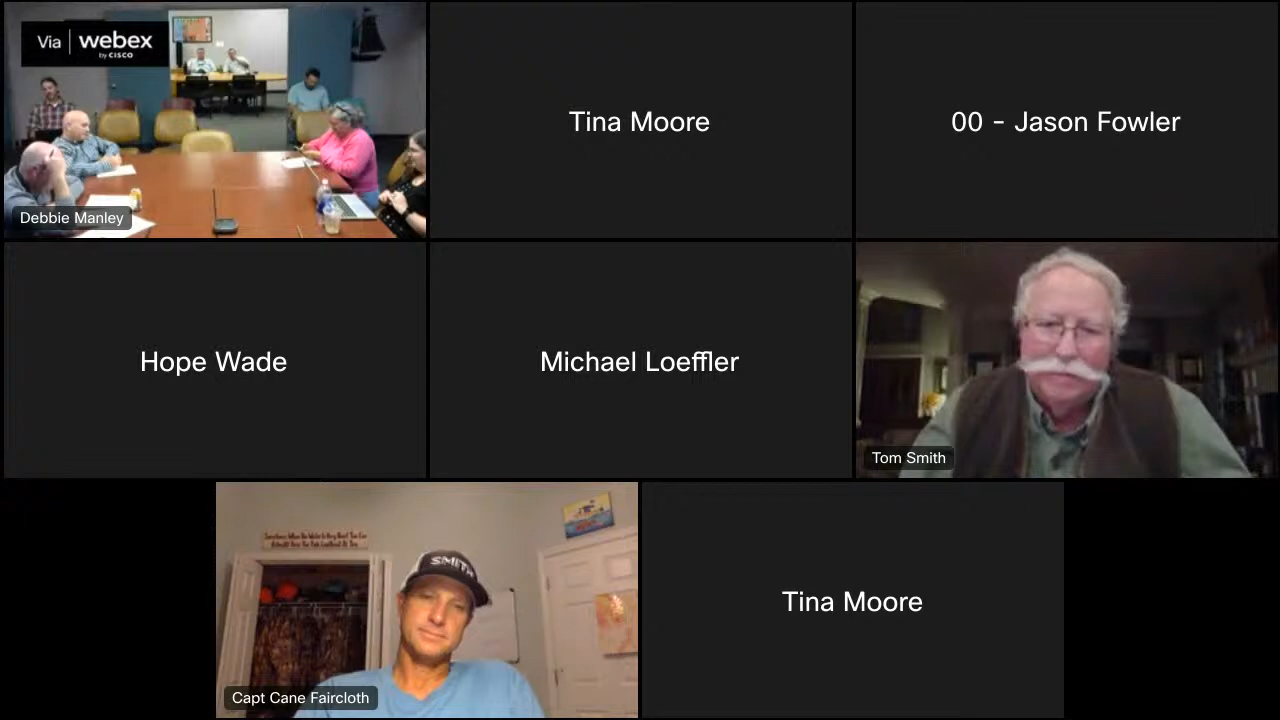 Via | webex
by CISCO
Debbie Manley
Tina Moore
00 - Jason Fowler
Hope Wade
Michael Loeffler
Tom Smith
SMITH
Capt Cane Faircloth
Tina Moore